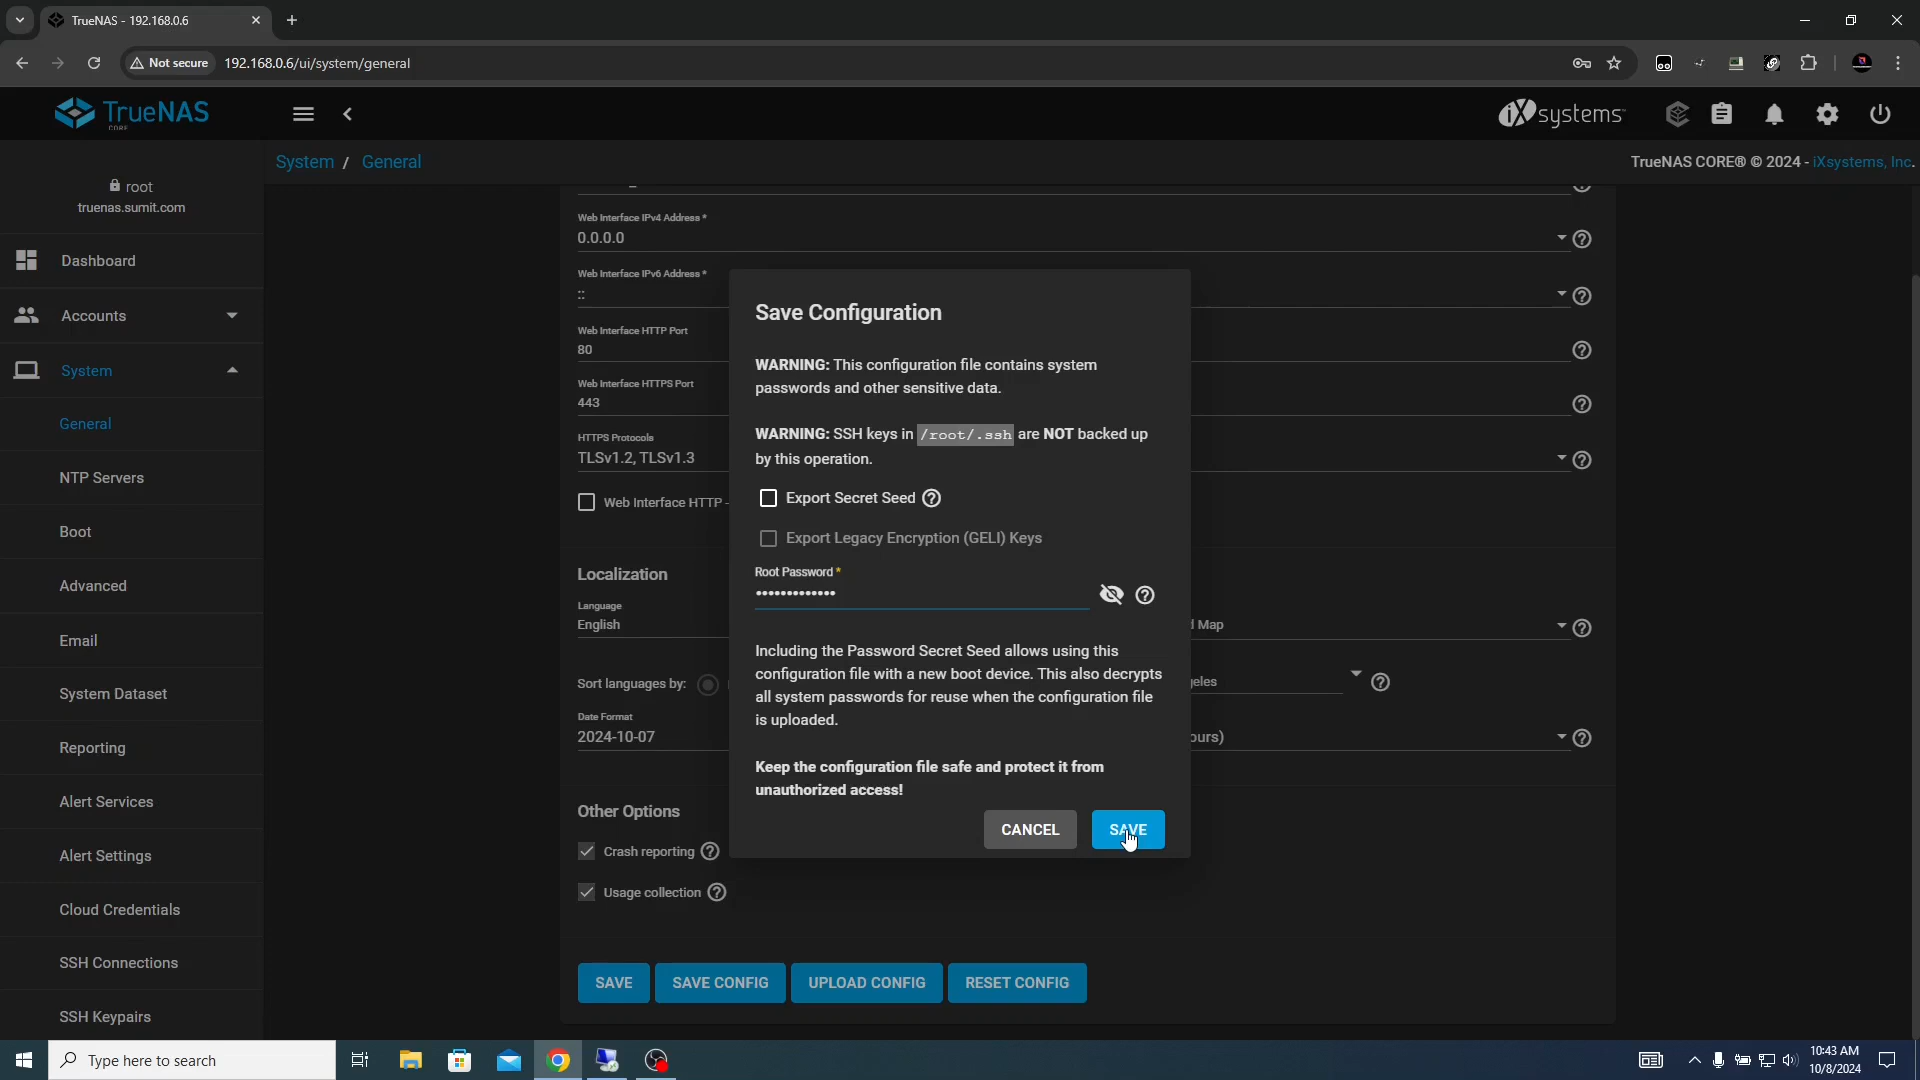 TrueNAS - 192.168.0.6
Not secure
192.168.0.6/ui/system/general
TrueNAS
CORE
iXsystems
System / General
TrueNAS CORE® © 2024 - iXsystems, Inc.
root
truenas.sumit.com
Dashboard
Accounts
System
General
NTP Servers
Boot
Advanced
Email
System Dataset
Reporting
Alert Services
Alert Settings
Cloud Credentials
SSH Connections
SSH Keypairs
Web Interface IPv4 Address *
0.0.0.0
Web Interface IPv6 Address *
::
Web Interface HTTP Port
80
Web Interface HTTPS Port
443
HTTPS Protocols
TLSv1.2, TLSv1.3
Web Interface HTTP -
Localization
Language
English
Map
Sort languages by:
geles
Date Format
2024-10-07
ours)
Other Options
Crash reporting
Usage collection
SAVE
SAVE CONFIG
UPLOAD CONFIG
RESET CONFIG
Save Configuration
WARNING: This configuration file contains system
passwords and other sensitive data.
WARNING: SSH keys in /root/.ssh are NOT backed up
by this operation.
Export Secret Seed
Export Legacy Encryption (GELI) Keys
Root Password *
•••••••••••••
Including the Password Secret Seed allows using this
configuration file with a new boot device. This also decrypts
all system passwords for reuse when the configuration file
is uploaded.
Keep the configuration file safe and protect it from
unauthorized access!
CANCEL
SAVE
Type here to search
10:43 AM
10/8/2024